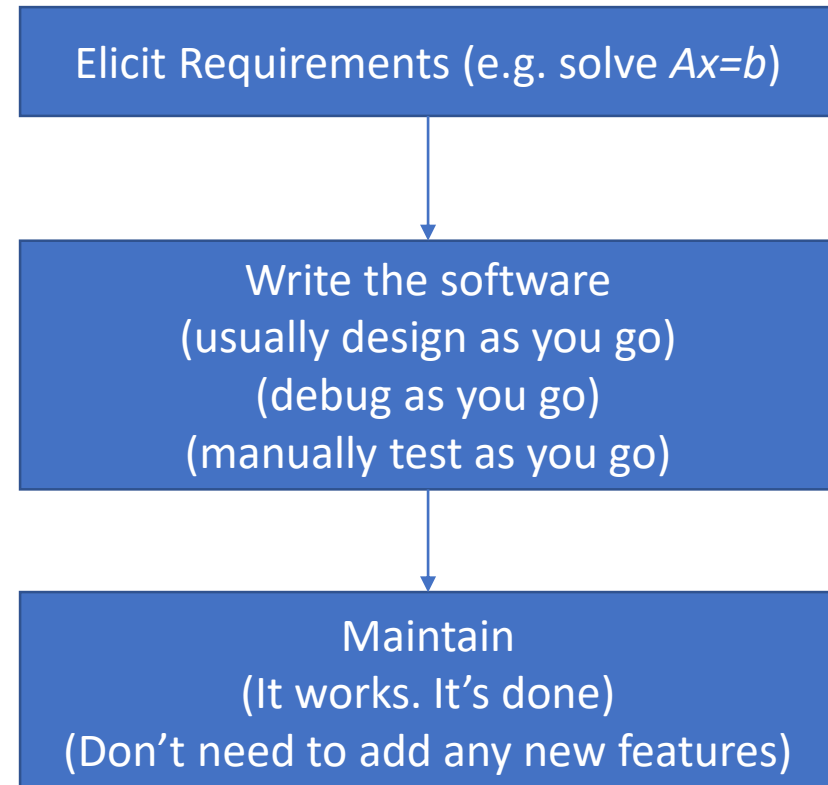 Elicit Requirements (e.g. solve Ax=b)
Write the software
(usually design as you go)
(debug as you go)
(manually test as you go)
Maintain
(It works. It’s done)
(Don’t need to add any new features)